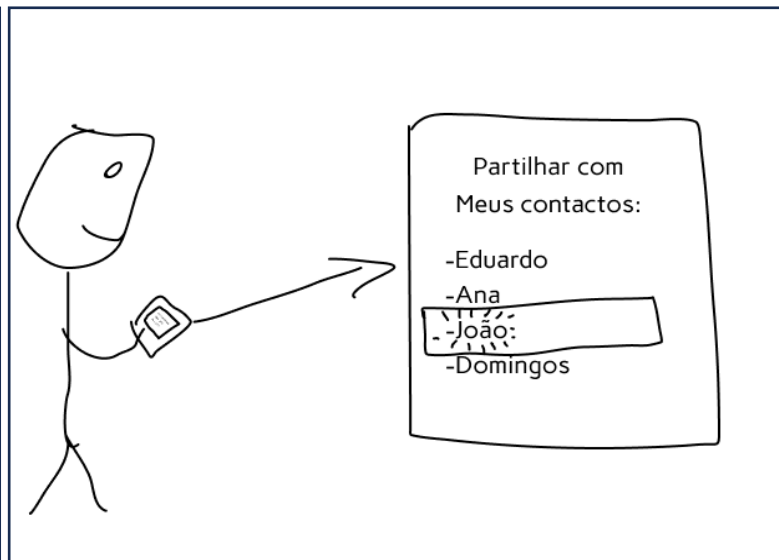 Partilhar com
Meus contactos:
-Eduardo
-Ana
-João
-Domingos